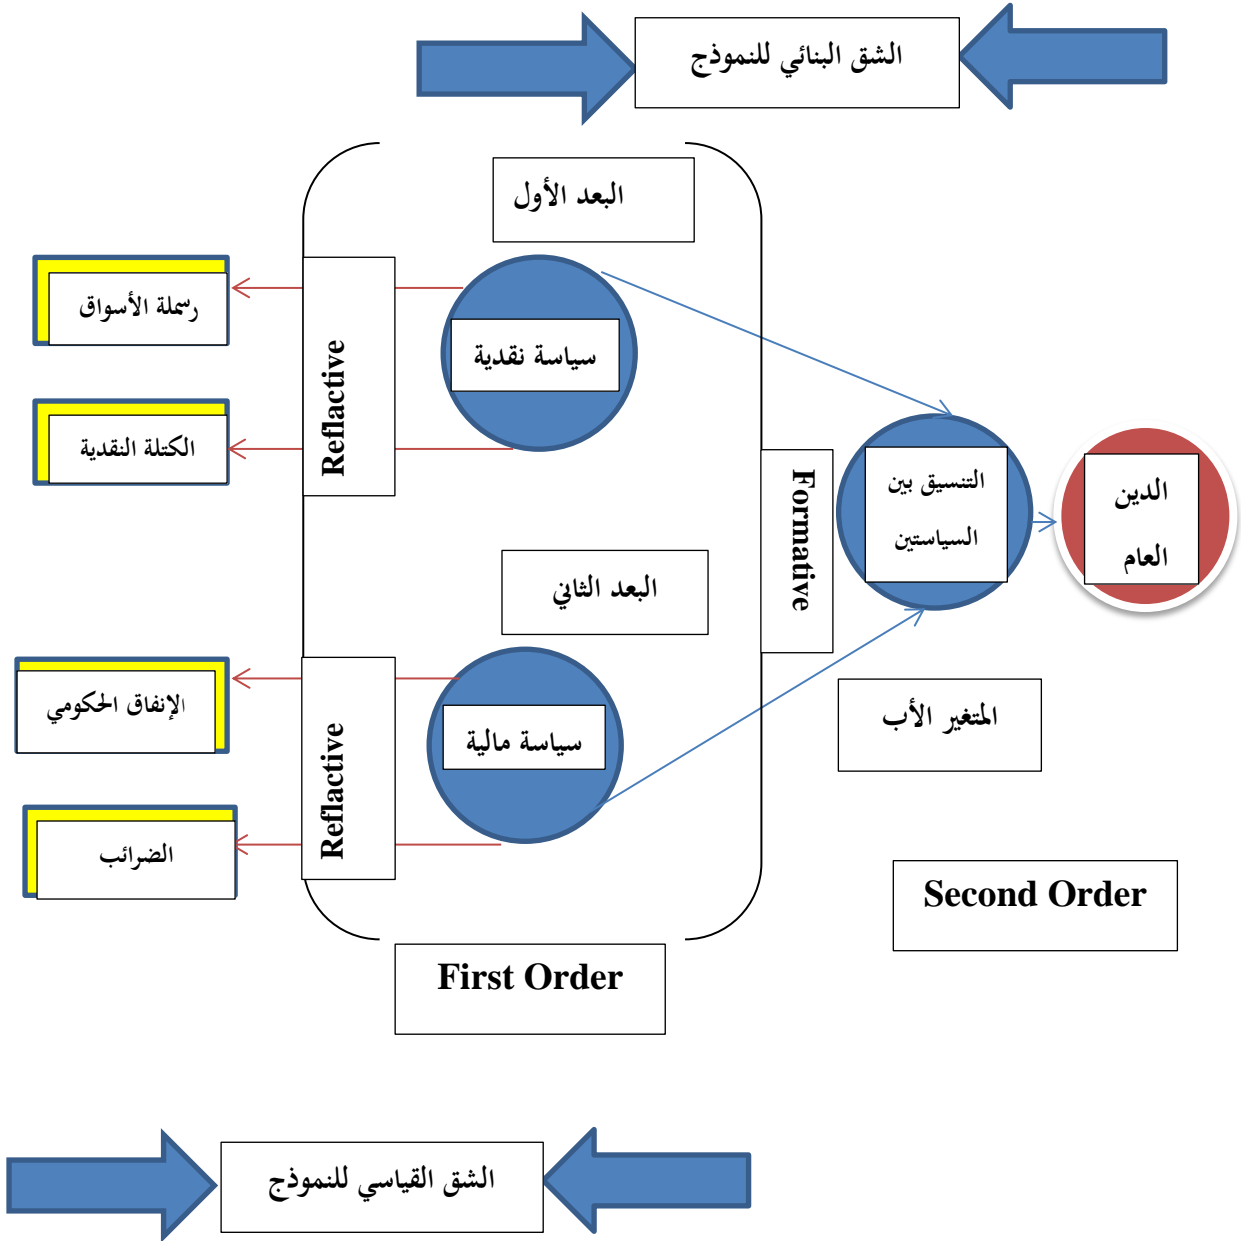 الشق البنائي للنموذج
البعد الأول
رسملة الأسواق
Reflactive
سياسة نقدية
الكتلة النقدية
التنسيق بين
السياستين
الدين
العام
Formative
البعد الثاني
الإنفاق الحكومي
Reflactive
سياسة مالية
المتغير الأب
الضرائب
Second Order
First Order
الشق القياسي للنموذج